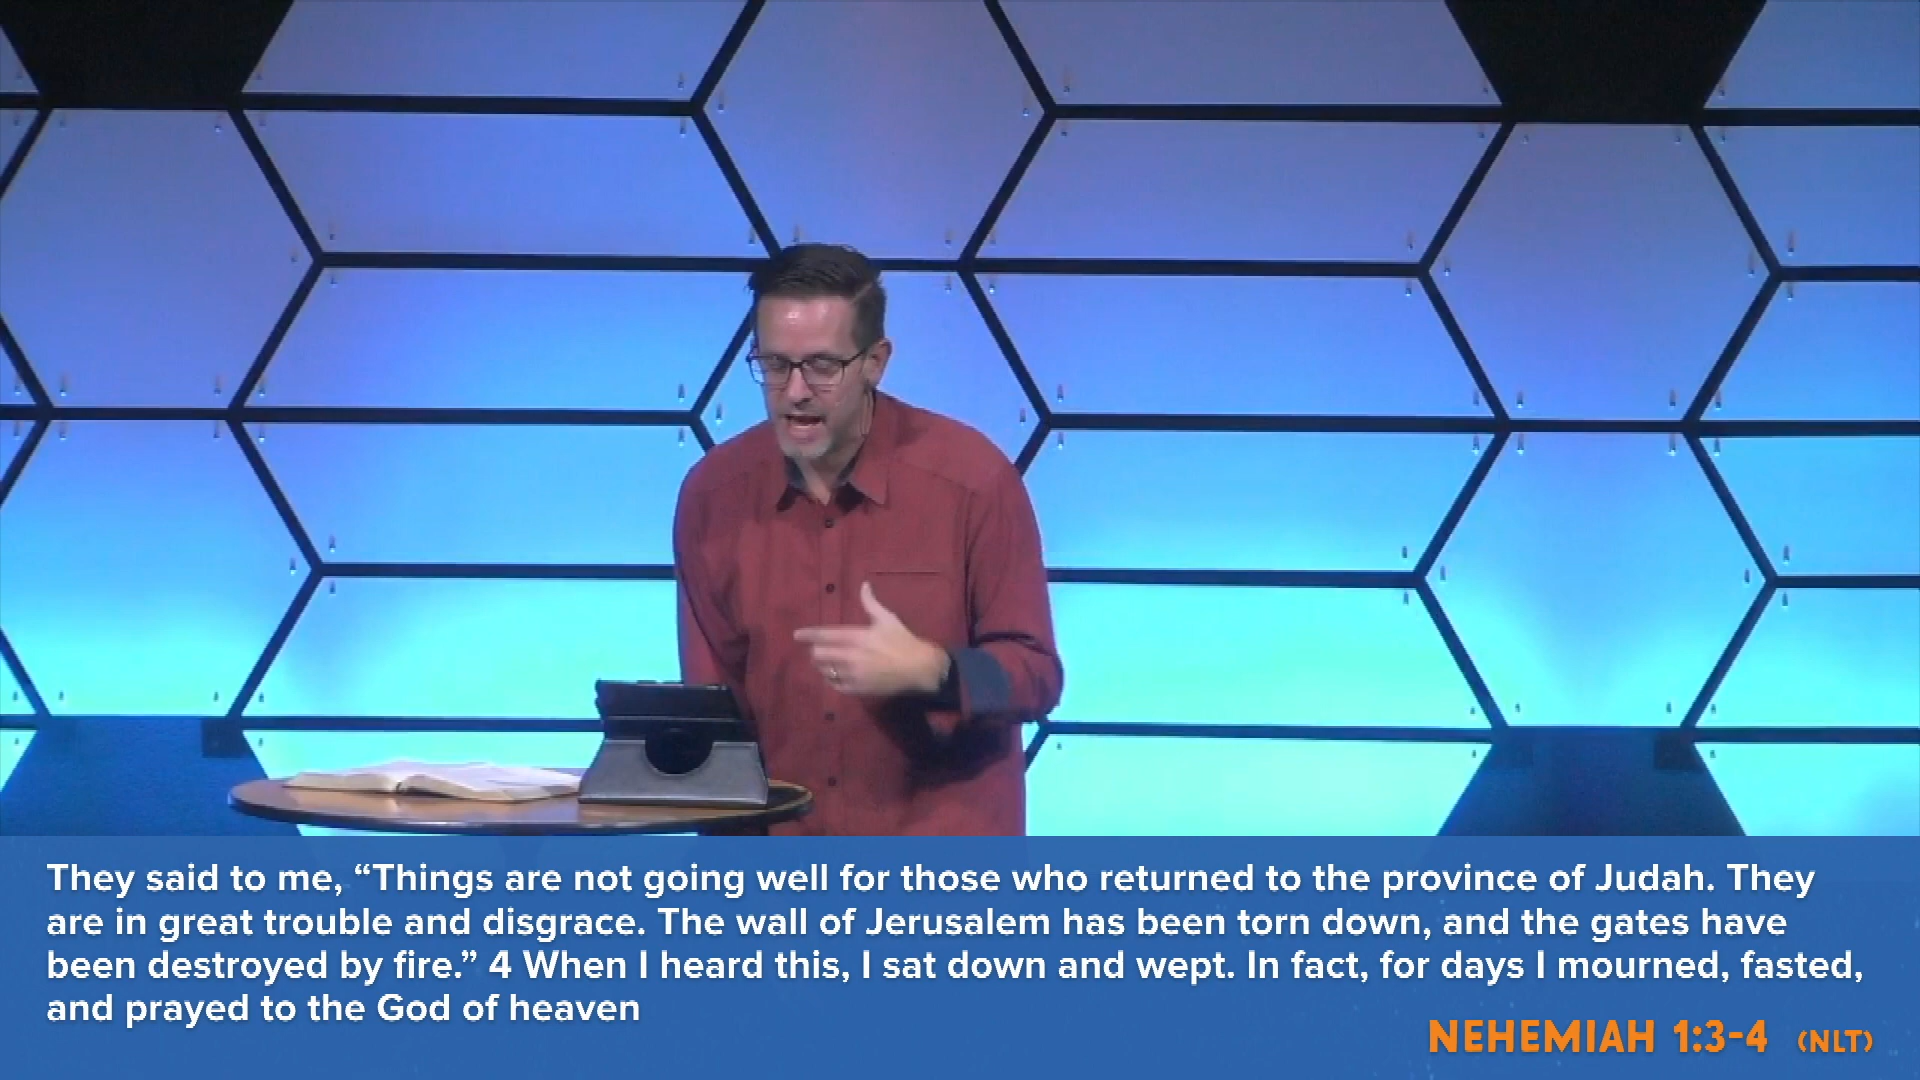 They said to me, “Things are not going well for those who returned to the province of Judah. They
are in great trouble and disgrace. The wall of Jerusalem has been torn down, and the gates have
been destroyed by fire.” 4 When I heard this, I sat down and wept. In fact, for days I mourned, fasted,
and prayed to the God of heaven
NEHEMIAH 1:3-4 (NLT)